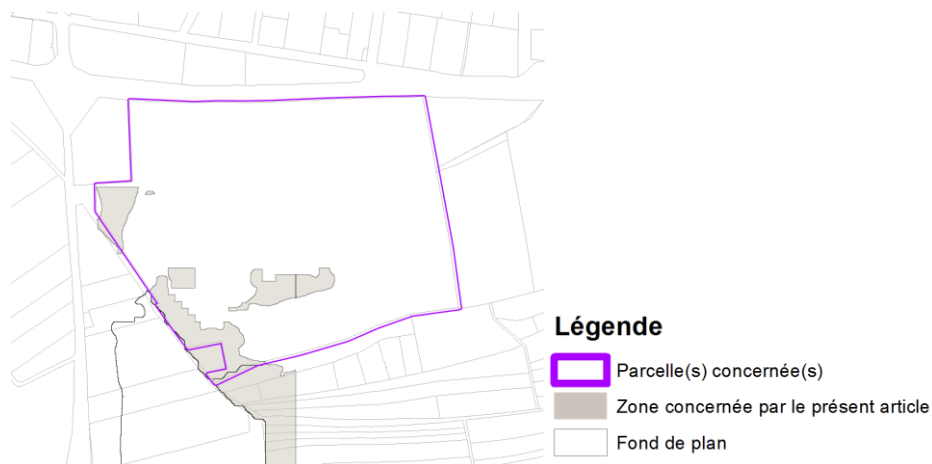 Légende
Parcelle(s) concernée(s)
Zone concernée par le présent article
Fond de plan